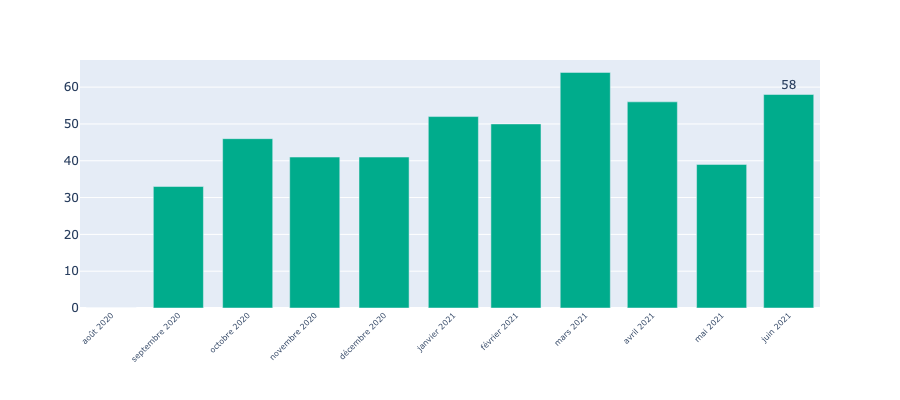 58
60
50
40
30
20
10
0
août 2020
septembre 2020
octobre 2020
novembre 2020
décembre 2020
janvier 2021
février 2021
mars 2021
avril 2021
mai 2021
juin 2021